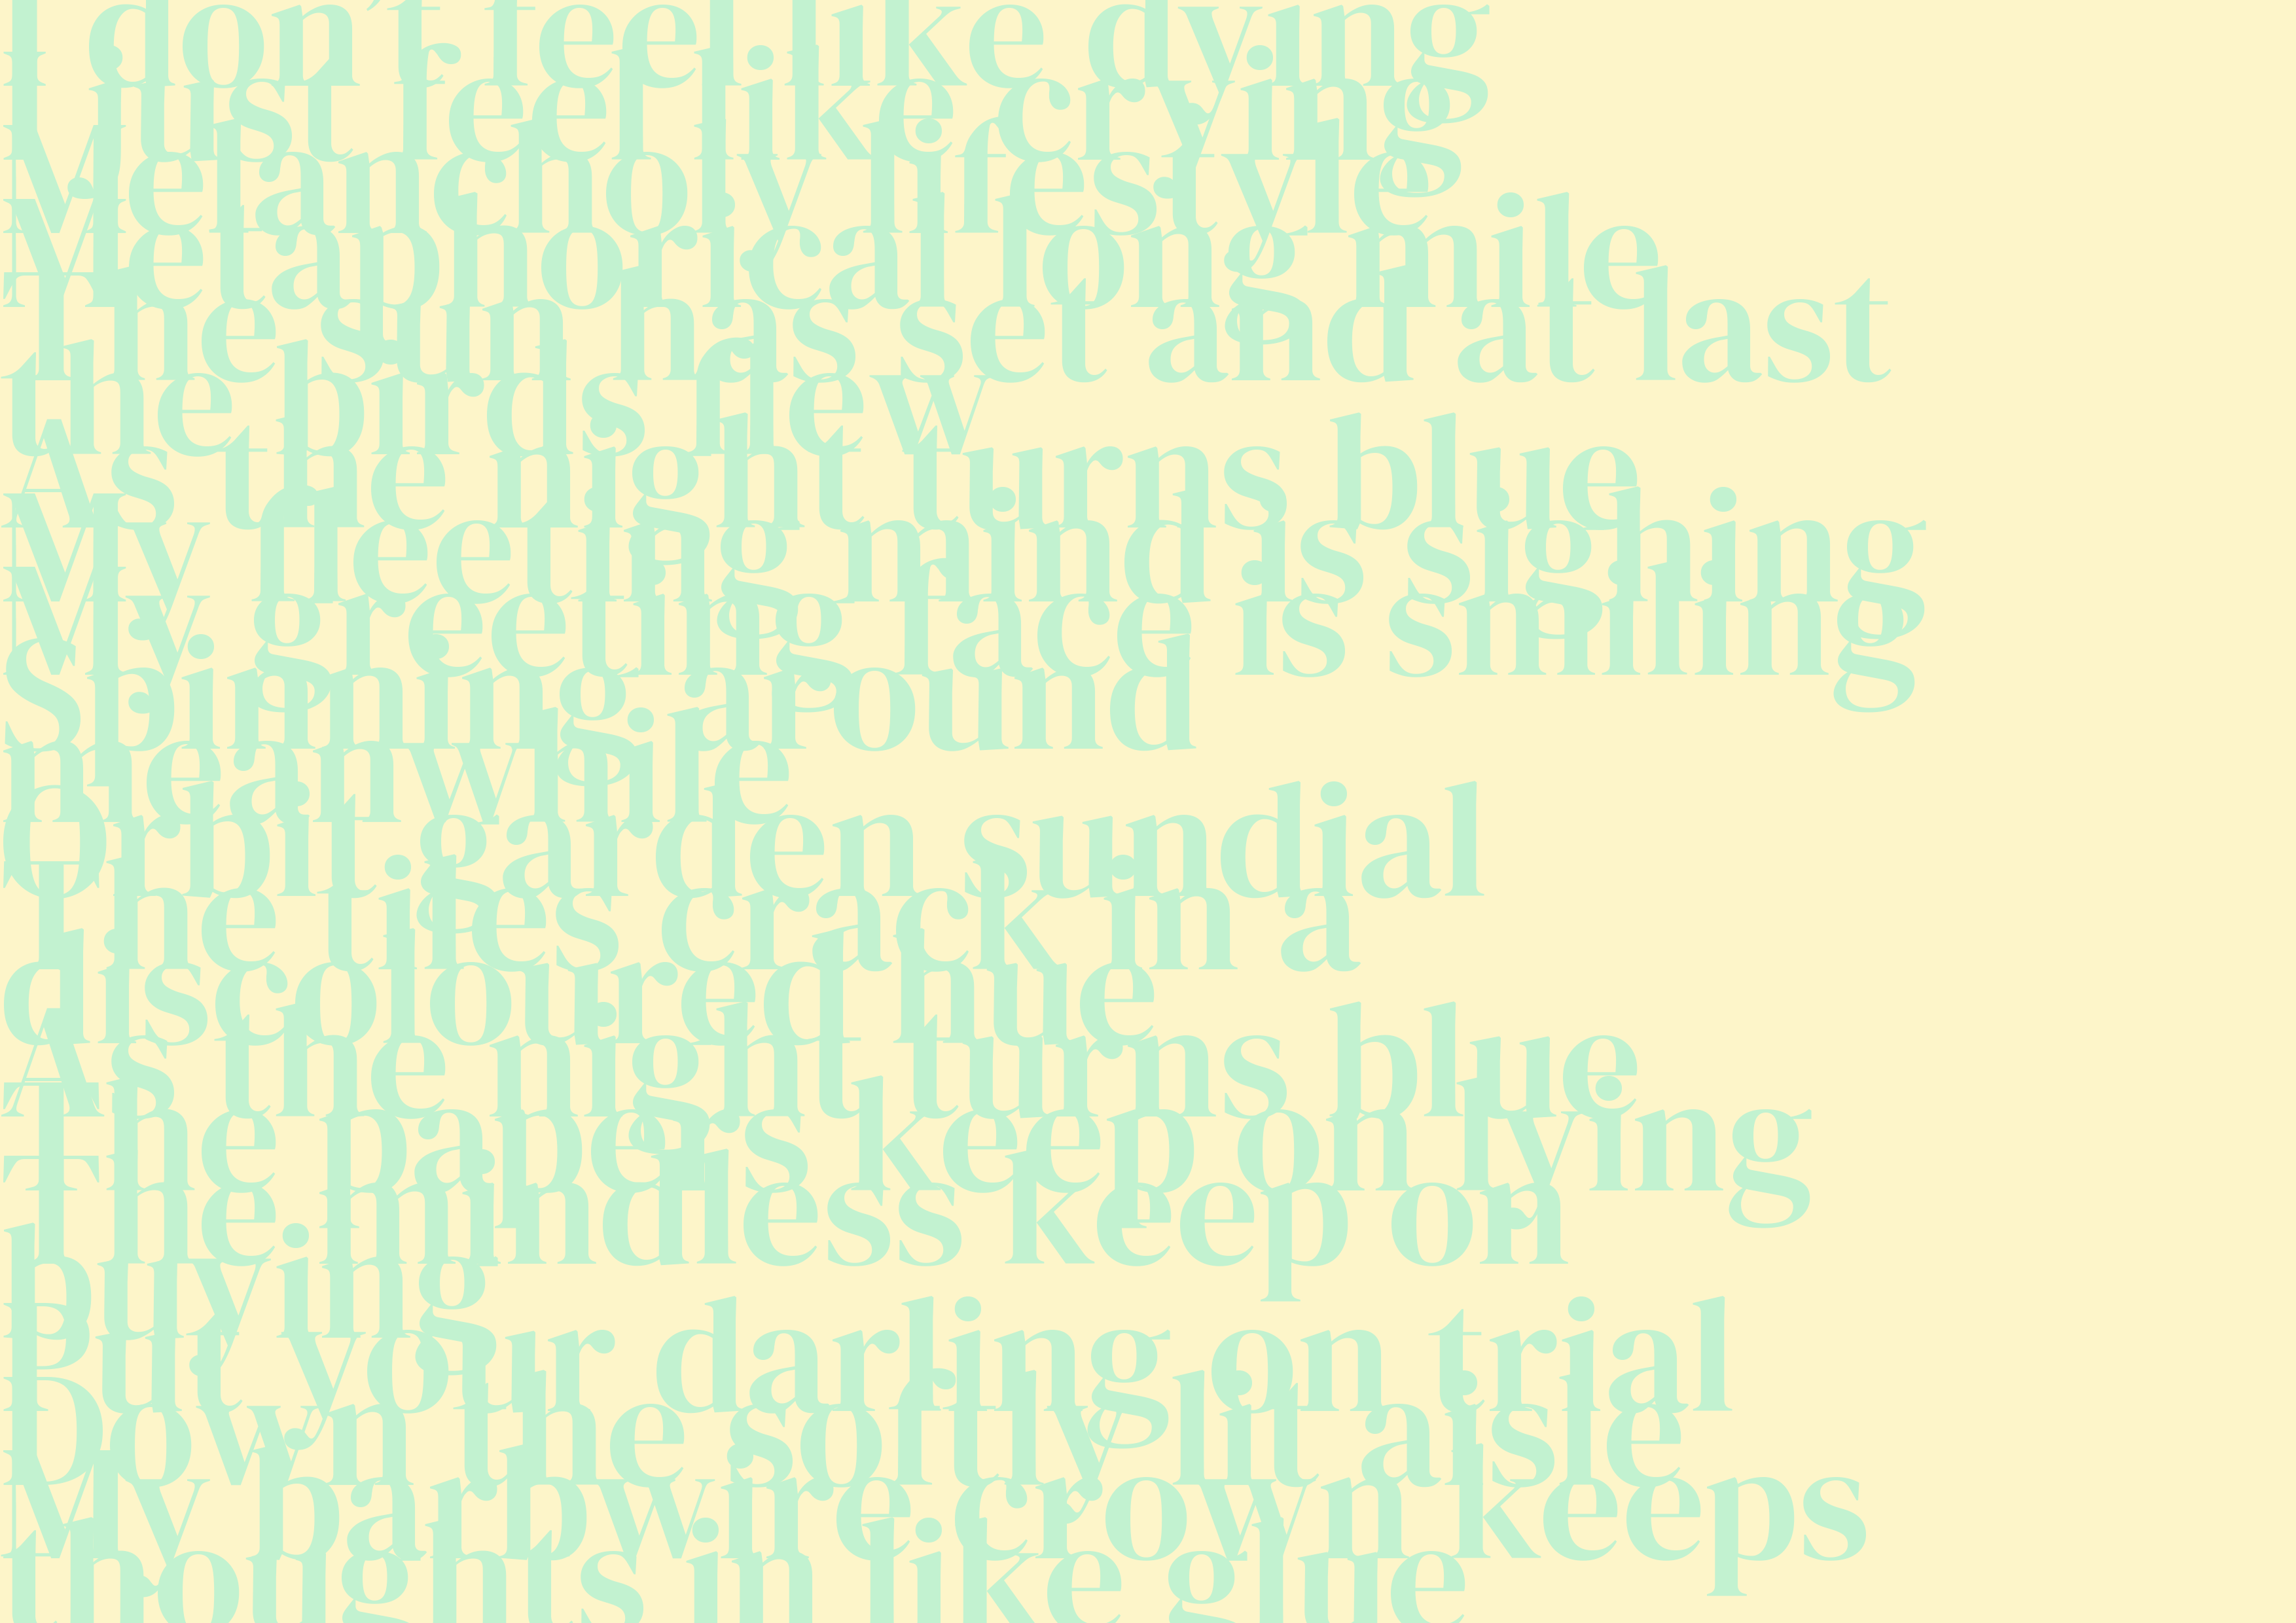 I don't feel like dying
I just feel like crying
Melancholy lifestyle
Metaphorical long mile
The sun has set and at last
the birds flew
As the night turns blue
My fleeting mind is sighing
My greeting face is smiling
Spinning around
meanwhile
Orbit garden sundial
The tiles crack in a
discoloured hue
As the night turns blue
The papers keep on lying
The mindless keep on
buying
Put your darling on trial
Down the softly lit aisle
My barbwire crown keeps
thoughts in like glue